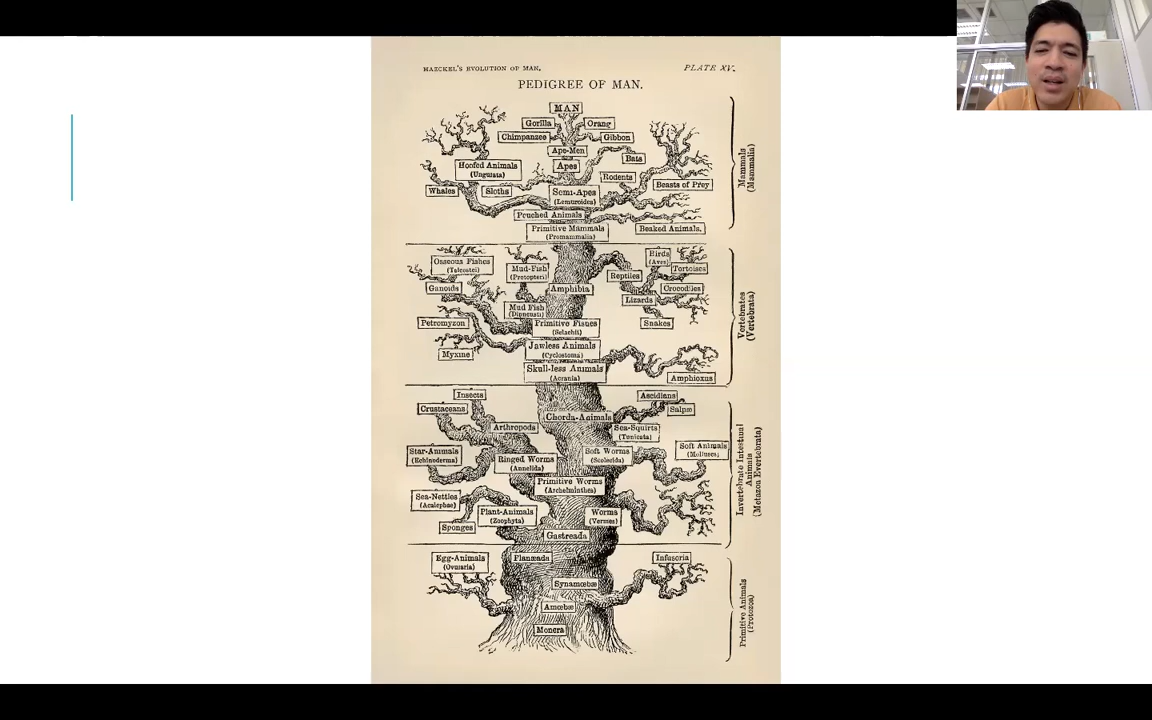 HAECKEL'S EVOLUTION OF MAN.
PLATE XV.
PEDIGREE OF MAN.
MAN
Gorilla
Orang
Chimpanzee
Gibbon
Ape-Men
Bats
Apes
Hoofed Animals
(Ungulata)
Rodents
Beasts of Prey
Whales
Sloths
Semi-Apes
(Lemuroidea)
Pouched Animals
Primitive Mammals
(Promammalia)
Beaked Animals.
Mammals
(Mammalia)
Osseous Fishes
(Teleostei)
Mud-Fish
(Protopteri)
Birds
(Aves)
Tortoises
Reptiles
Ganoids
Amphibia
Crocodiles
Lizards
Mud Fish
(Dipneusti)
Petromyzon
Primitive Fishes
(Selachii)
Snakes
Jawless Animals
(Cyclostoma)
Myxine
Skull-less Animals
(Acrania)
Amphioxus
Vertebrates
(Vertebrata)
Insects
Ascidians
Crustaceans
Salpæ
Chorda-Animals
Arthropods
Sea-Squirts
(Tunicata)
Star-Animals
(Echinoderma)
Ringed Worms
(Annelida)
Soft Worms
(Scolecida)
Soft Animals
(Molluscs)
Primitive Worms
(Archelminthes)
Sea-Nettles
(Acalephae)
Plant-Animals
(Zoophyta)
Worms
(Vermes)
Sponges
Gastreada
Invertebrate Intestinal
Animals
(Metazoa Evertebrata)
Egg-Animals
(Ovularia)
Planæada
Infusoria
Synamœbæ
Amœbæ
Monera
Primitive Animals
(Protozoa)